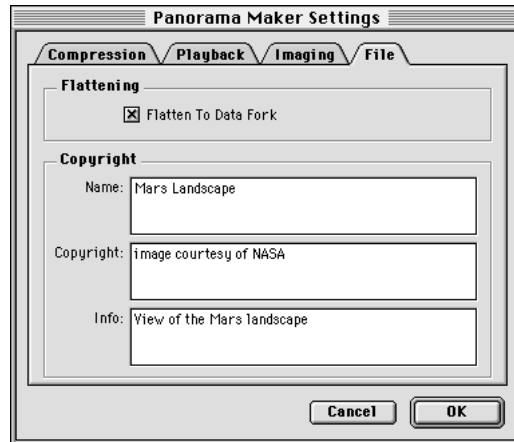 Panorama Maker Settings
Compression Playback Imaging File
Flattening
Flatten To Data Fork
Copyright
Name: Mars Landscape
Copyright: image courtesy of NASA
Info: View of the Mars landscape
Cancel OK